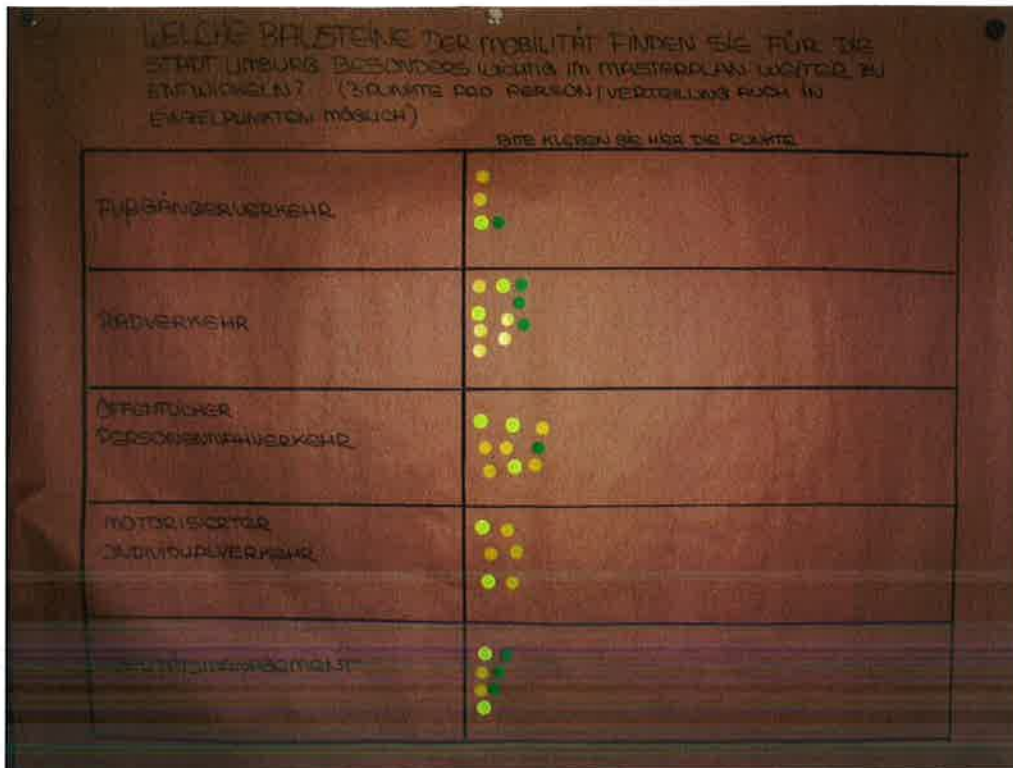 WELCHE BAUSTEINE DER MOBILITÄT FINDEN SIE FÜR DIE
STADT LIMBURG BESONDERS WICHTIG IM MASTERPLAN WEITER ZU
ENTWICKELN? (3 PUNKTE PRO PERSON / VERTEILUNG AUCH IN
EINZELPUNKTEN MÖGLICH)
BITTE KLEBEN SIE HIER DIE PUNKTE
FUßGÄNGERVERKEHR
RADVERKEHR
ÖFFENTLICHER
PERSONENNAHVERKEHR
MOTORISIERTER
INDIVIDUALVERKEHR